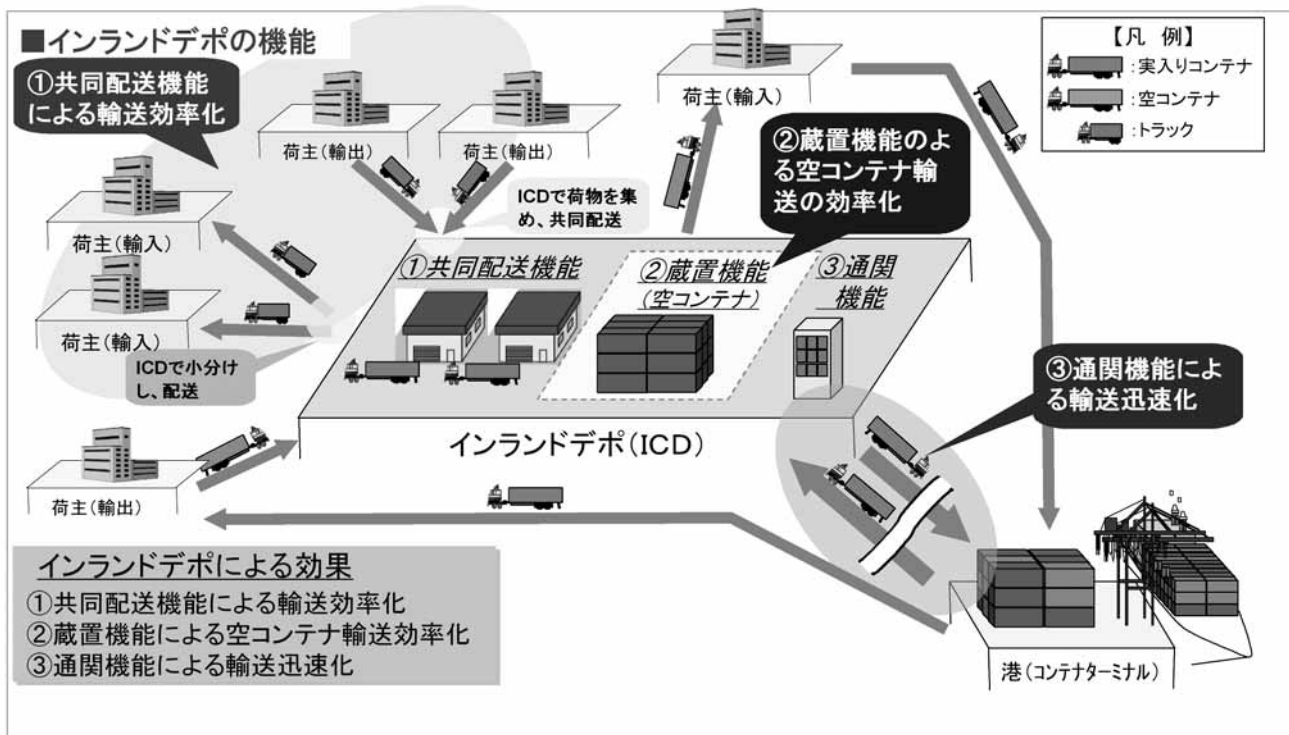 ■インランドデポの機能
①共同配送機能
による輸送効率化
荷主(輸出)
荷主(輸出)
荷主(輸入)
【凡 例】
:実入りコンテナ
:空コンテナ
:トラック
②蔵置機能のよ
る空コンテナ輸
送の効率化
ICDで荷物を集
め、共同配送
荷主(輸入)
荷主(輸入)
ICDで小分け
し、配送
①共同配送機能
②蔵置機能
(空コンテナ)
③通関
機能
③通関機能によ
る輸送迅速化
インランドデポ(ICD)
荷主(輸出)
インランドデポによる効果
①共同配送機能による輸送効率化
②蔵置機能による空コンテナ輸送効率化
③通関機能による輸送迅速化
港(コンテナターミナル)